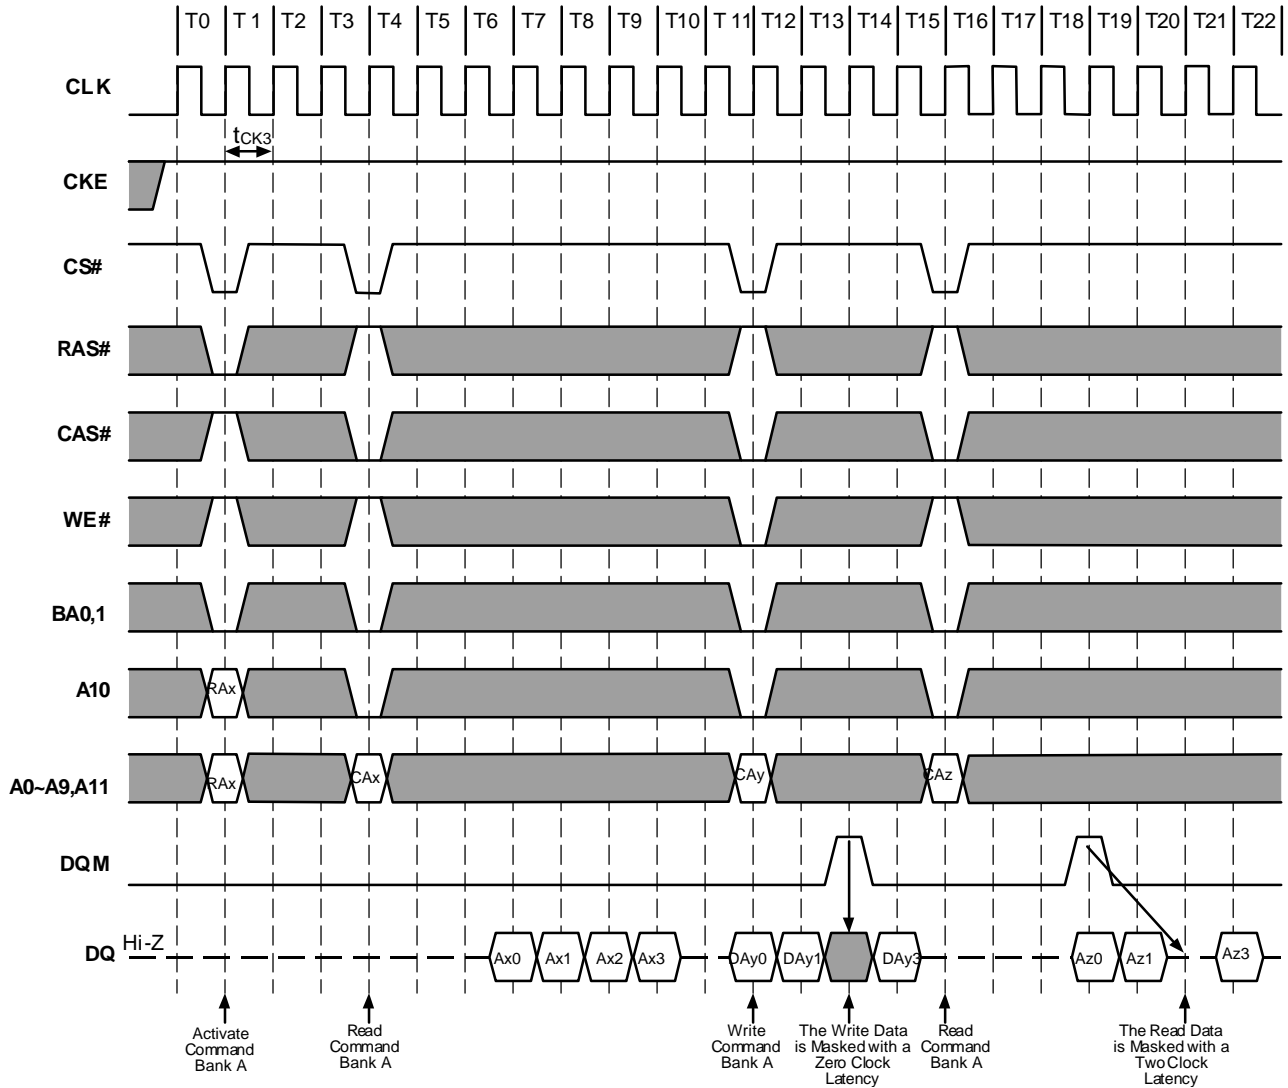 T0 T 1 T2 T3 T4 T5 T6 T7 T8 T9 T10 T 11 T12 T13 T14 T15 T16 T17 T18 T19 T20 T21 T22
CLK
tCK3
CKE
CS#
RAS#
CAS#
WE#
BA0,1
A10 RAx
A0~A9,A11 RAx CAx CAy CAz
DQM
Hi-Z
DQ Ax0 Ax1 Ax2 Ax3 DAy0 DAy1 DAy3 Az0 Az1 Az3
Activate
Command
Bank A
Read
Command
Bank A
Write
Command
Bank A
The Write Data
is Masked with a
Zero Clock
Latency
Read
Command
Bank A
The Read Data
is Masked with a
Two Clock
Latency